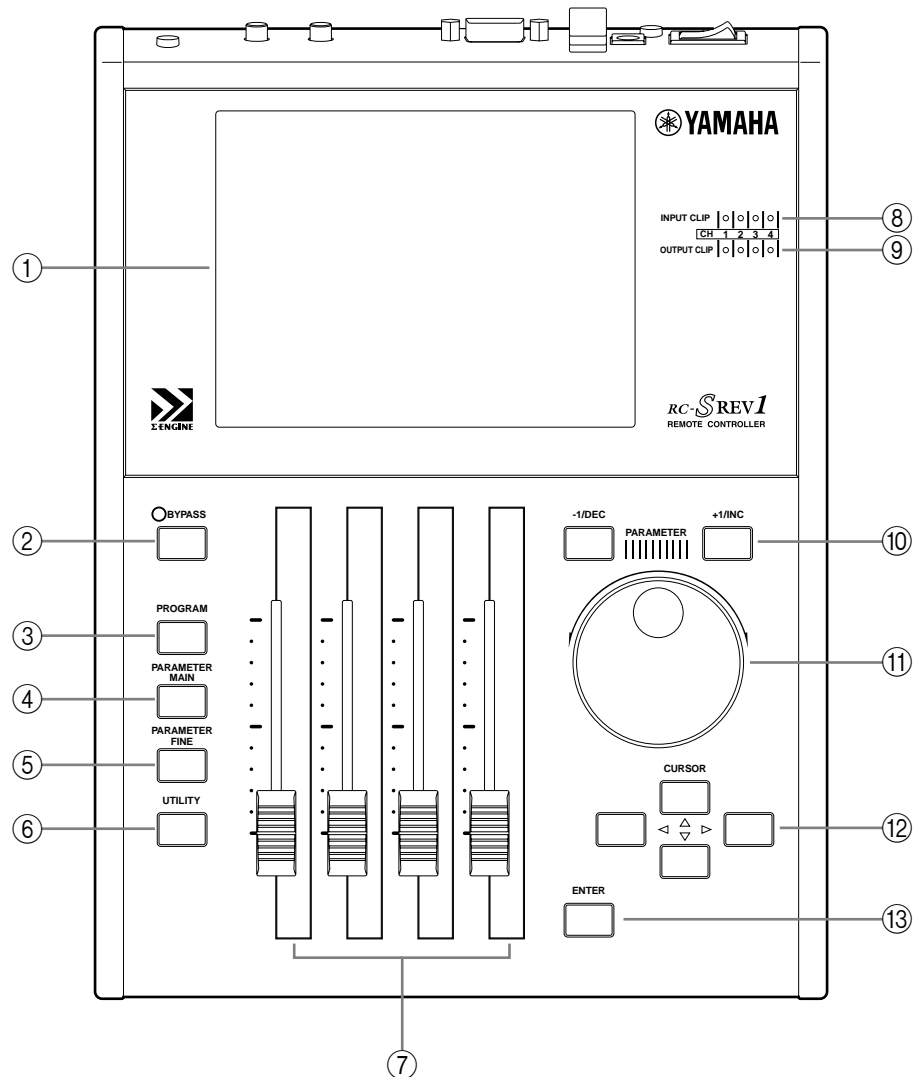 YAMAHA
INPUT CLIP
⑧
CH 1 2 3 4
OUTPUT CLIP
⑨
①
Σ-ENGINE
RC-SREV1
REMOTE CONTROLLER
BYPASS
②
-1/DEC
PARAMETER
+1/INC
⑩
PROGRAM
③
⑪
PARAMETER
MAIN
④
PARAMETER
FINE
⑤
CURSOR
UTILITY
⑥
⑫
ENTER
⑬
⑦